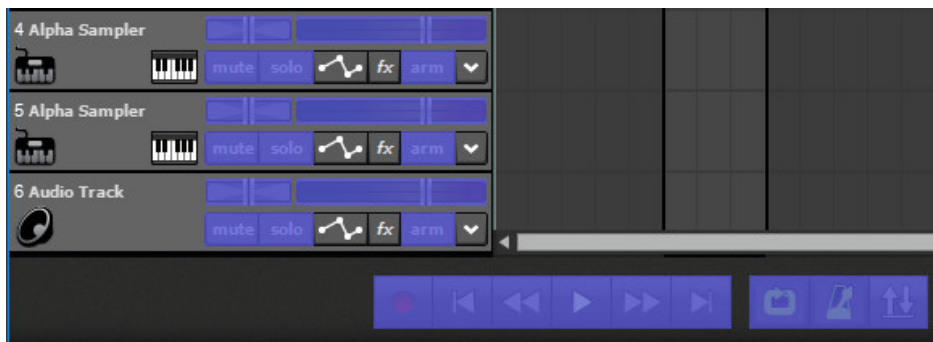 4 Alpha Sampler
mute solo fx arm
5 Alpha Sampler
mute solo fx arm
6 Audio Track
mute solo fx arm